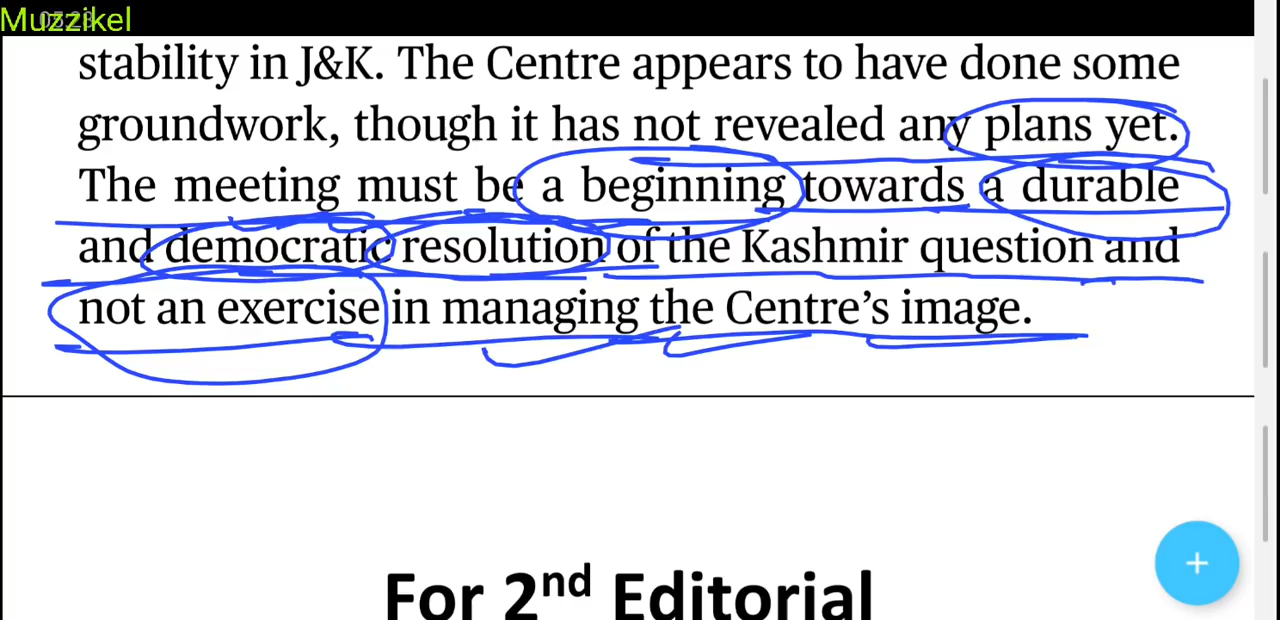 Muzzikel
stability in J&K. The Centre appears to have done some
groundwork, though it has not revealed any plans yet.
The meeting must be a beginning towards a durable
and democratic resolution of the Kashmir question and
not an exercise in managing the Centre's image.
+
For 2nd Editorial